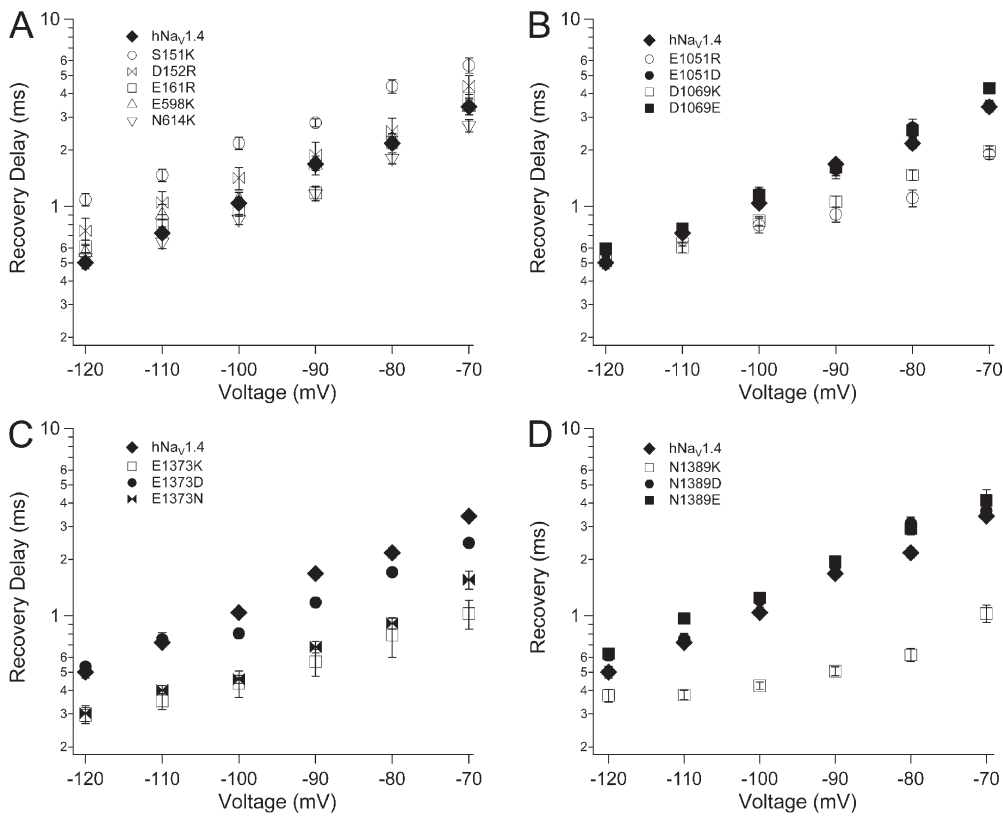 A
10
6
5
4
3
2
1
6
5
4
3
2
Recovery Delay (ms)
hNaV1.4
S151K
D152R
E161R
E598K
N614K
-120 -110 -100 -90 -80 -70
Voltage (mV)
B
10
6
5
4
3
2
1
6
5
4
3
2
Recovery Delay (ms)
hNaV1.4
E1051R
E1051D
D1069K
D1069E
-120 -110 -100 -90 -80 -70
Voltage (mV)
C
10
6
5
4
3
2
1
6
5
4
3
2
Recovery Delay (ms)
hNaV1.4
E1373K
E1373D
E1373N
-120 -110 -100 -90 -80 -70
Voltage (mV)
D
10
6
5
4
3
2
1
6
5
4
3
2
Recovery (ms)
hNaV1.4
N1389K
N1389D
N1389E
-120 -110 -100 -90 -80 -70
Voltage (mV)